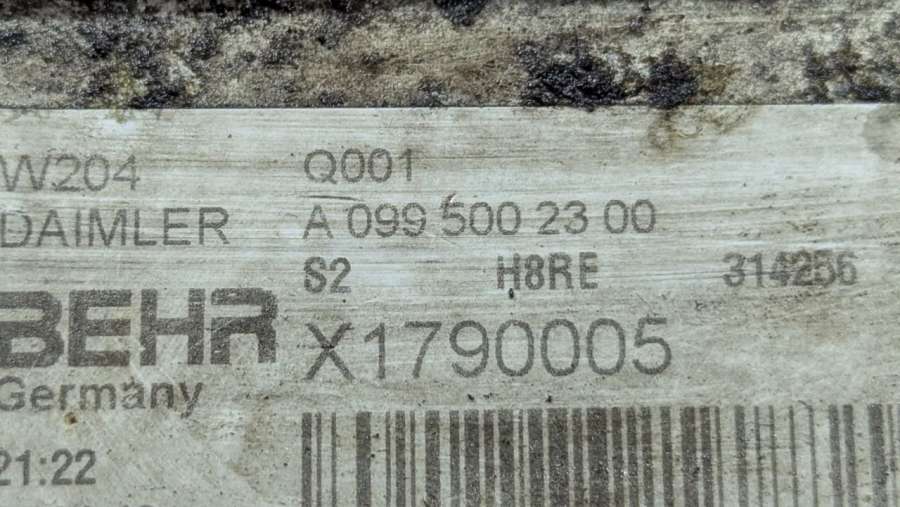 W204 Q001
DAIMLER A 099 500 23 00
S2 H8RE 314256
BEHR X1790005
Germany
21:22